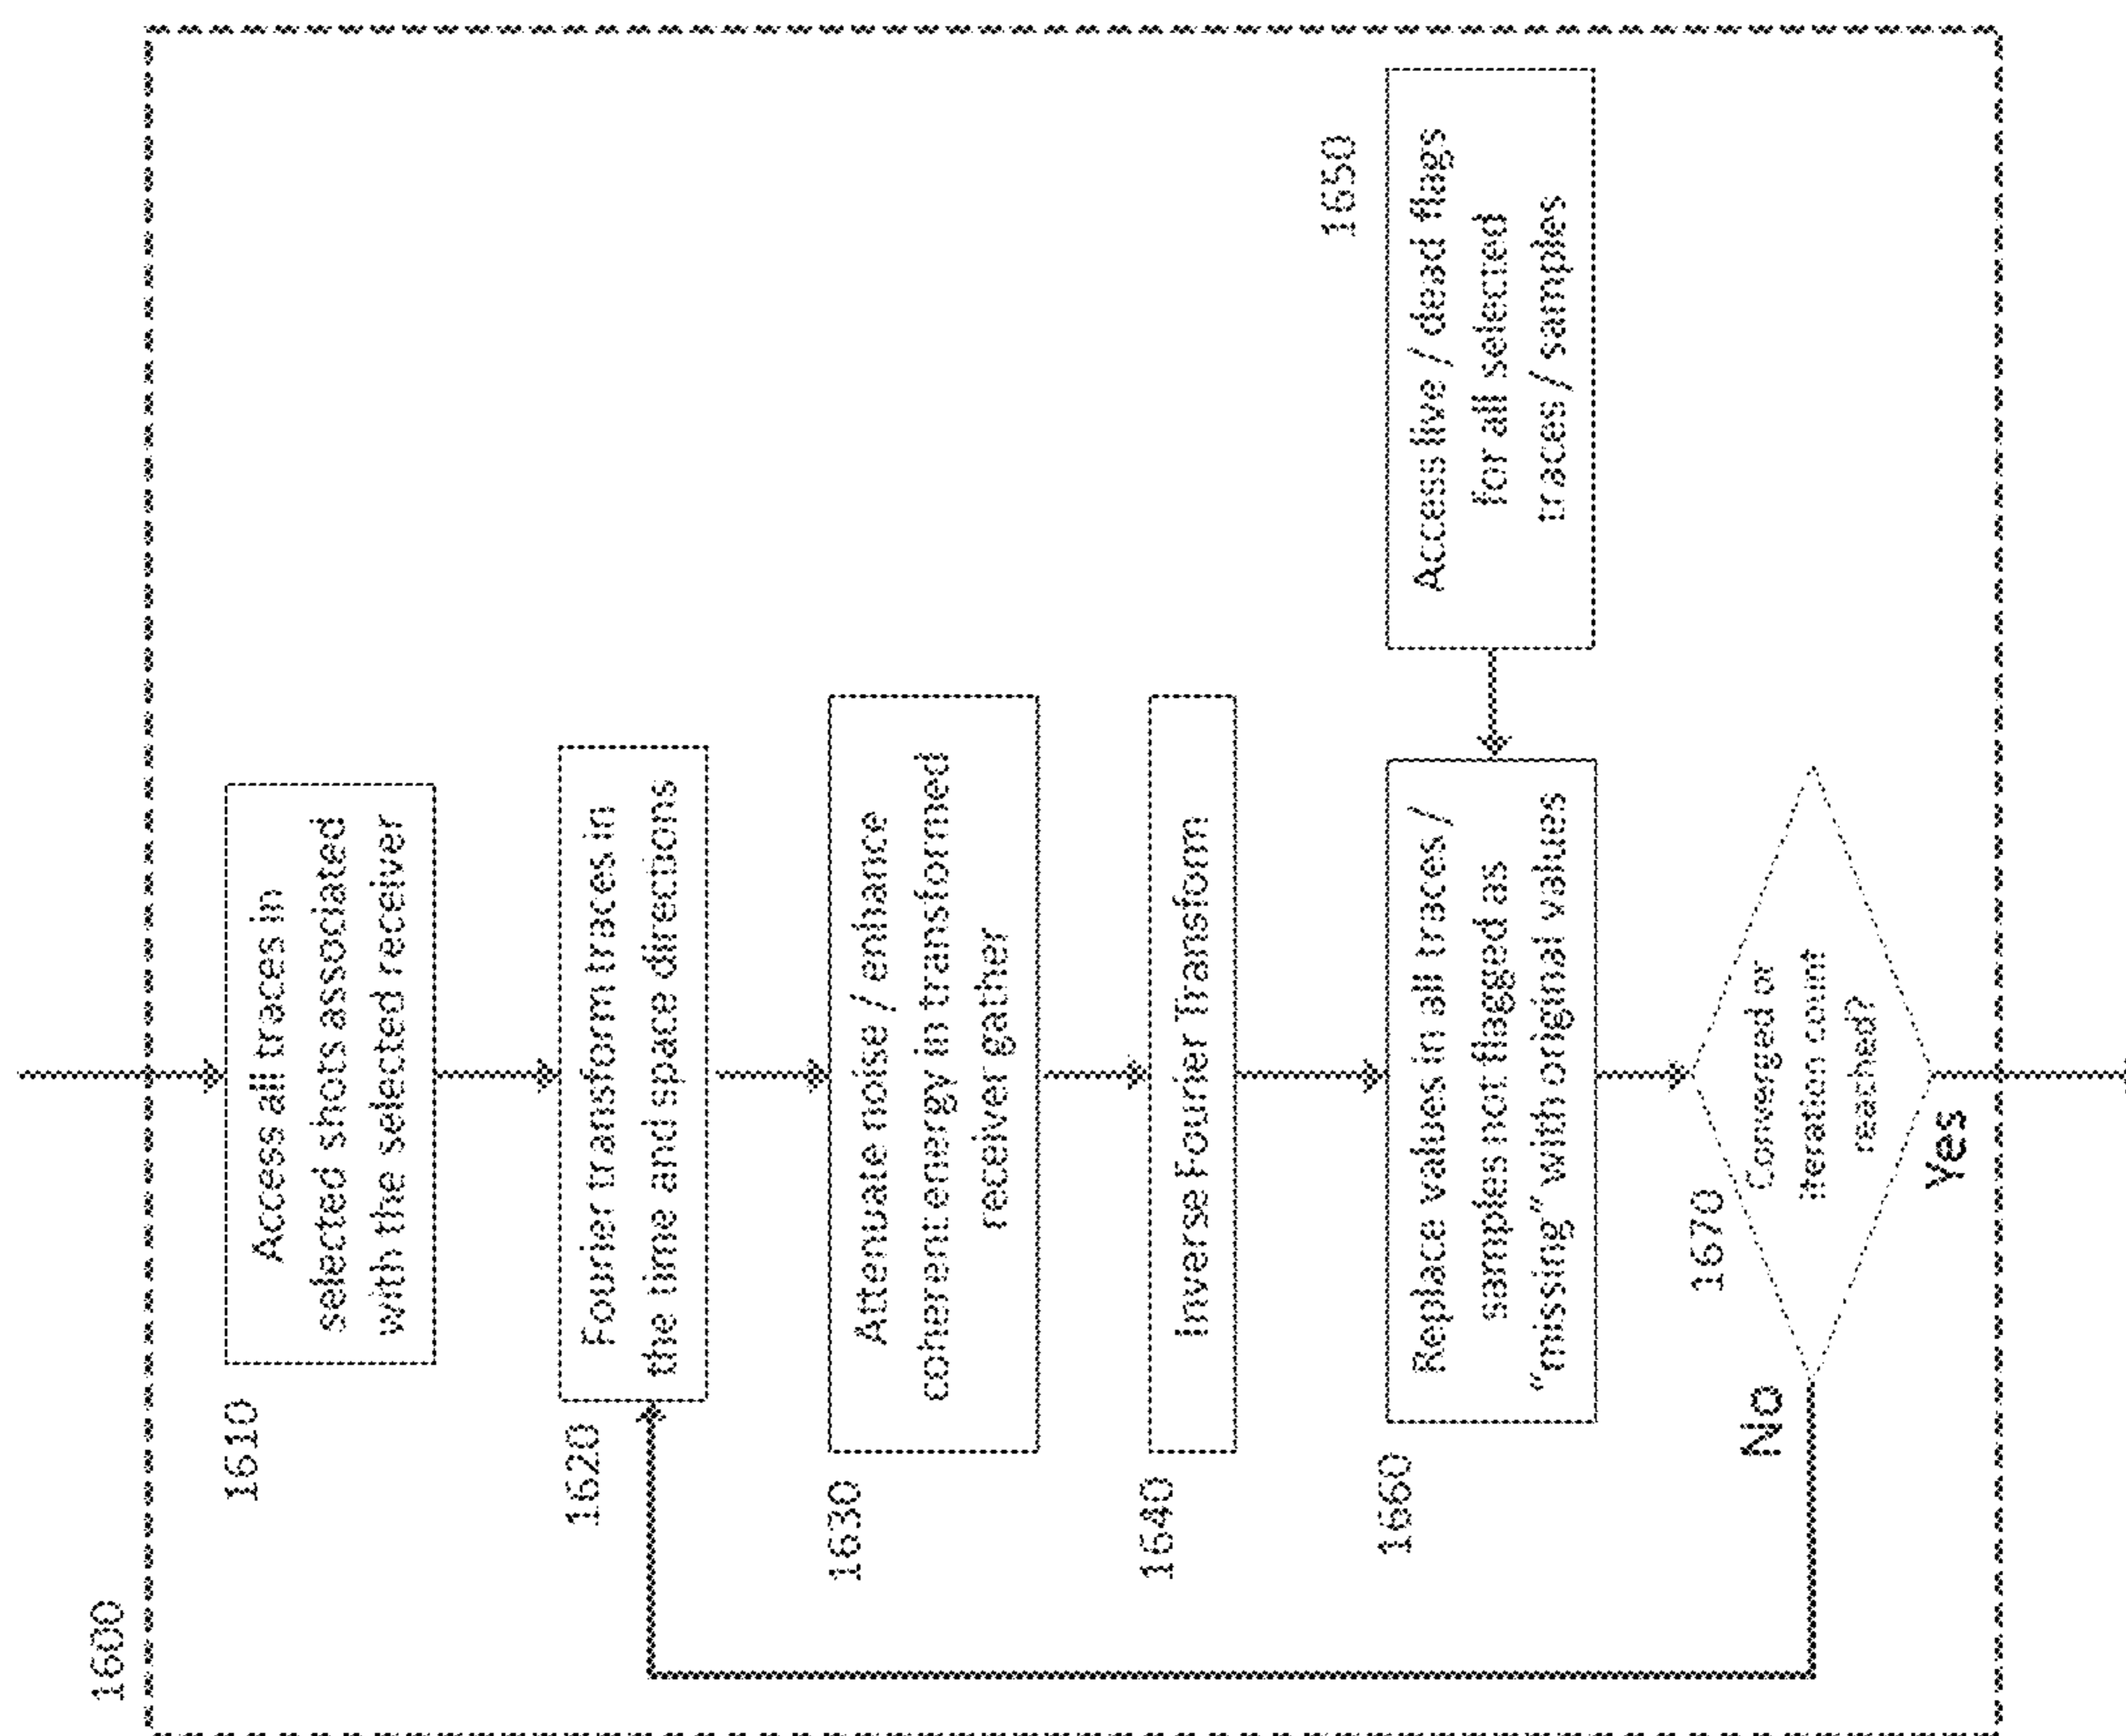 1600
1610
Access all traces in
selected shots associated
with the selected receiver
1620
Fourier transform traces in
the time and space directions
1630
Attenuate noise / enhance
coherent energy in transformed
receiver gather
1640
Inverse Fourier Transform
1650
Access live / dead flags
for all selected
traces / samples
1660
Replace values in all traces /
samples not flagged as
“missing” with original values
1670
Converged or
iteration count
reached?
No
Yes